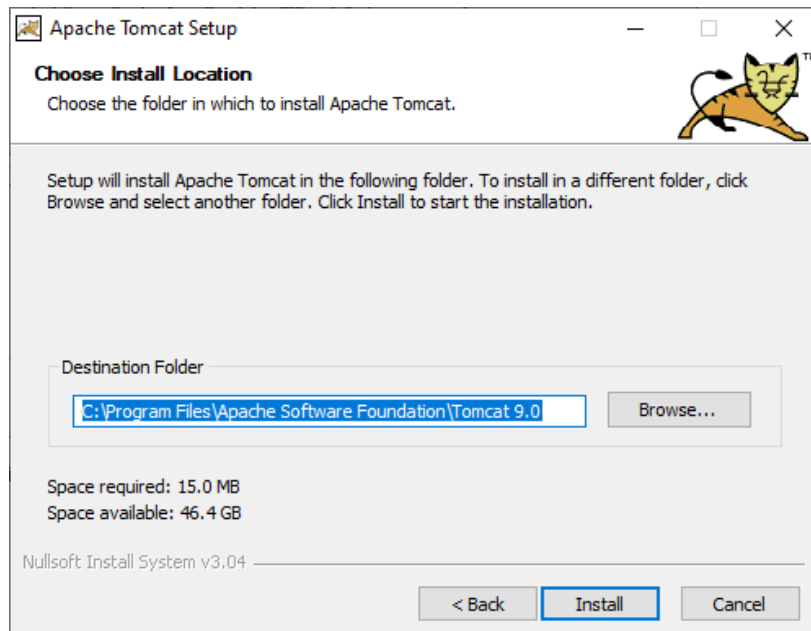 Apache Tomcat Setup
Choose Install Location
Choose the folder in which to install Apache Tomcat.
Setup will install Apache Tomcat in the following folder. To install in a different folder, click
Browse and select another folder. Click Install to start the installation.
Destination Folder
C:\Program Files\Apache Software Foundation\Tomcat 9.0
Browse...
Space required: 15.0 MB
Space available: 46.4 GB
Nullsoft Install System v3.04
< Back
Install
Cancel